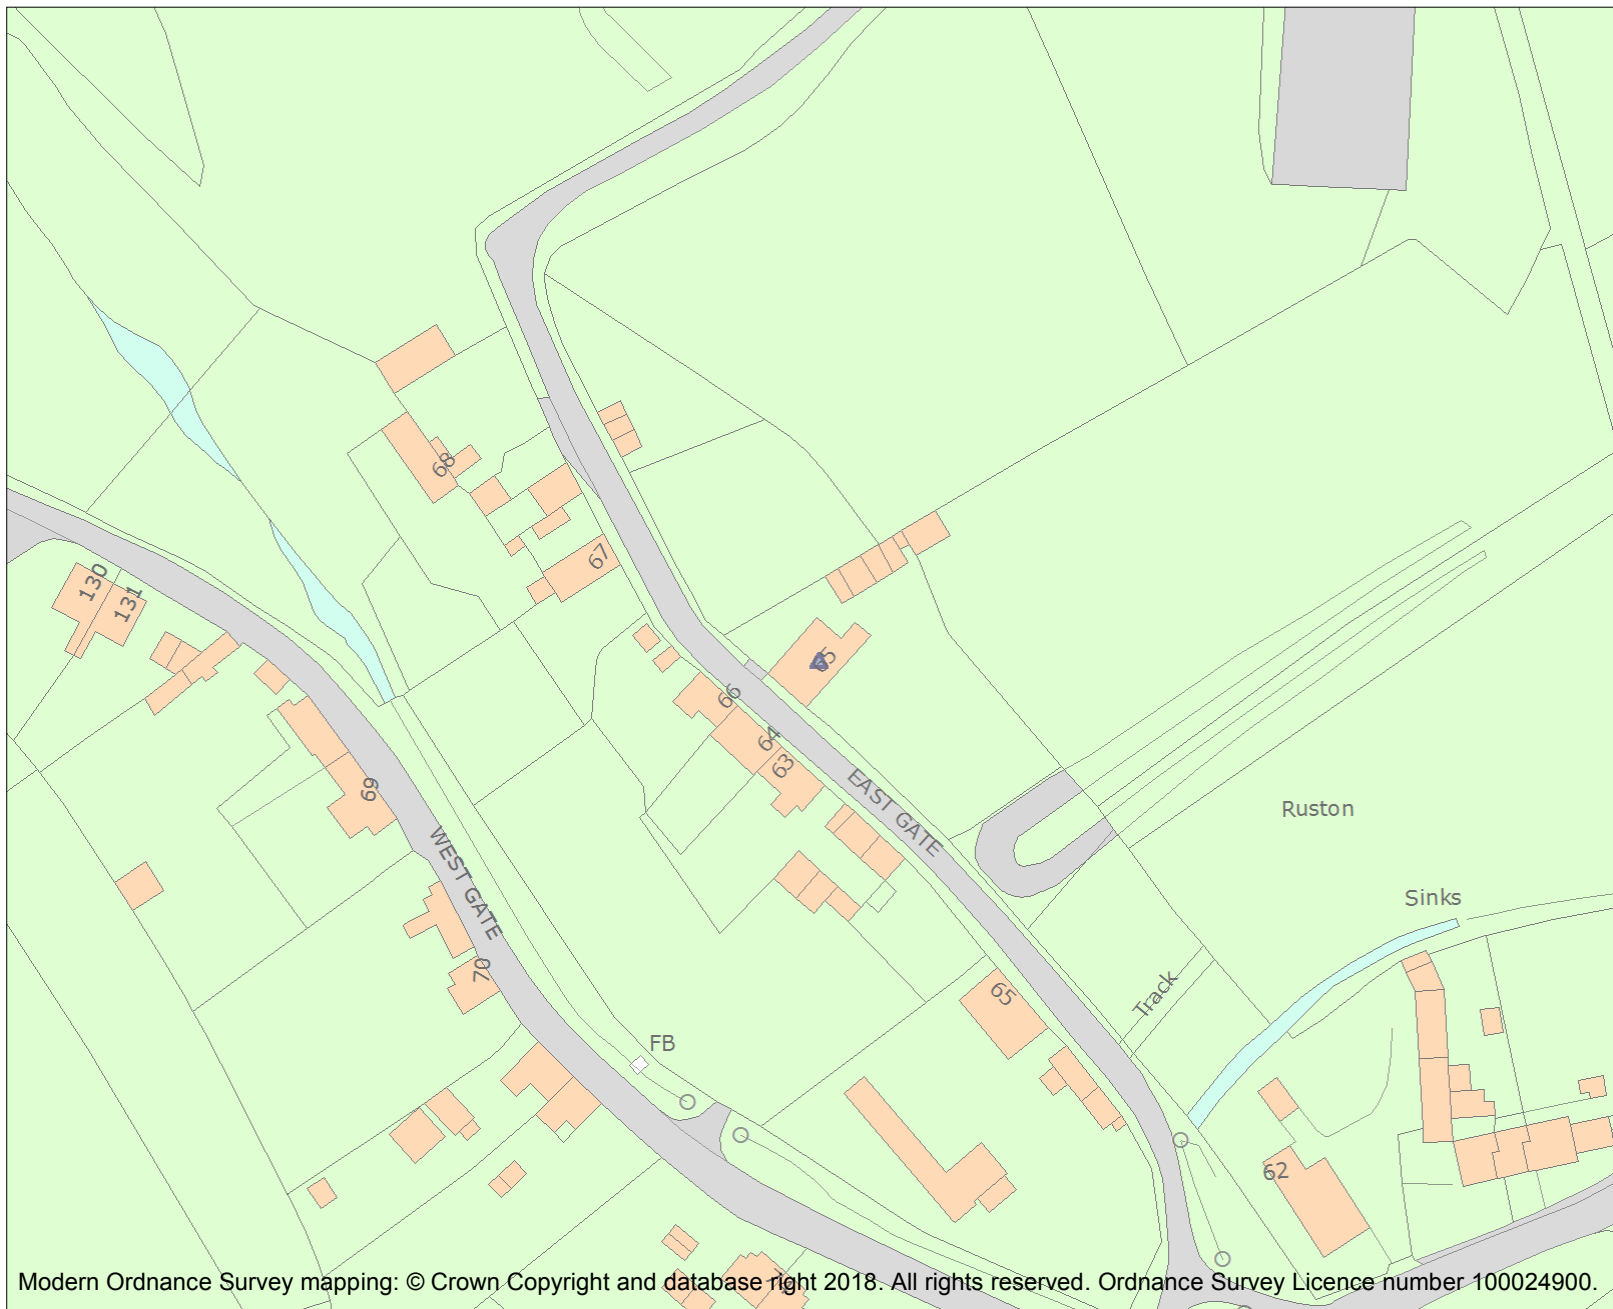 68
67
130
131
65
66
64
63
69
EAST GATE
Ruston
WEST GATE
Sinks
70
65
Track
FB
62
Modern Ordnance Survey mapping: © Crown Copyright and database right 2018. All rights reserved. Ordnance Survey Licence number 100024900.